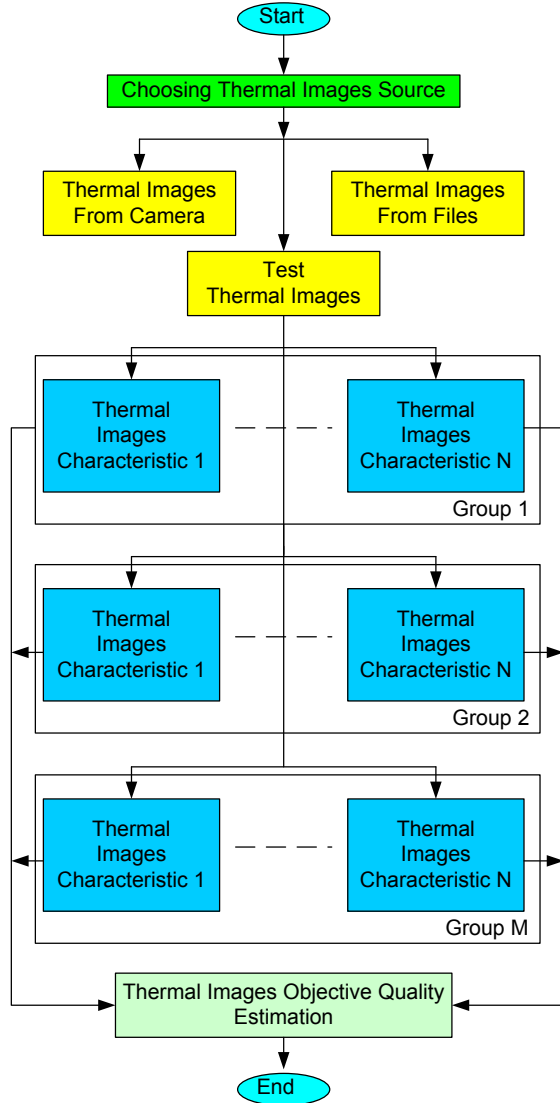 Start
Choosing Thermal Images Source
Thermal Images
From Camera
Thermal Images
From Files
Test
Thermal Images
Thermal
Images
Characteristic 1
Thermal
Images
Characteristic N
Group 1
Thermal
Images
Characteristic 1
Thermal
Images
Characteristic N
Group 2
Thermal
Images
Characteristic 1
Thermal
Images
Characteristic N
Group M
Thermal Images Objective Quality
Estimation
End